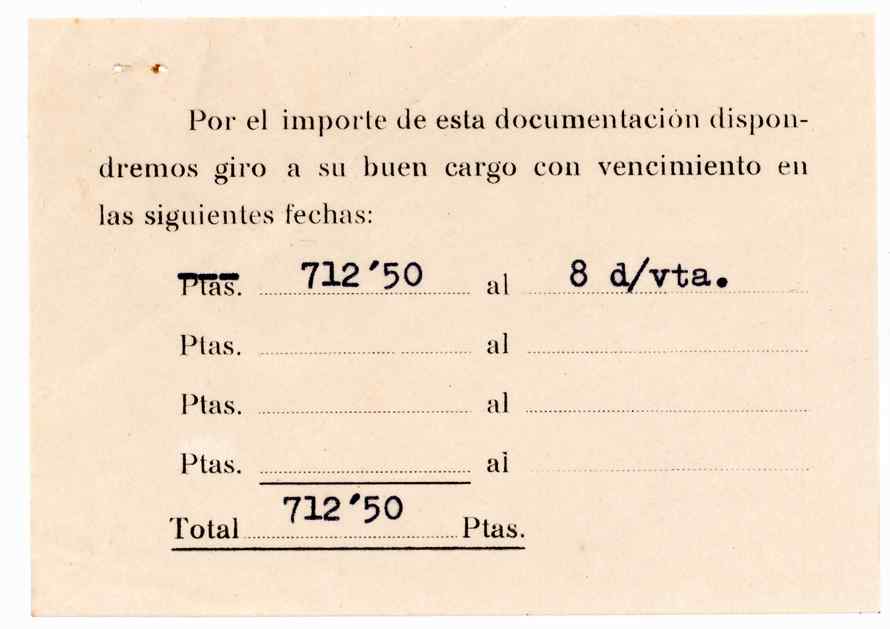 Por el importe de esta documentación dispon-
dremos giro a su buen cargo con vencimiento en
las siguientes fechas:
Ptas. 712'50 al 8 d/vta.
Ptas. al
Ptas. al
Ptas. al
Total 712'50 Ptas.